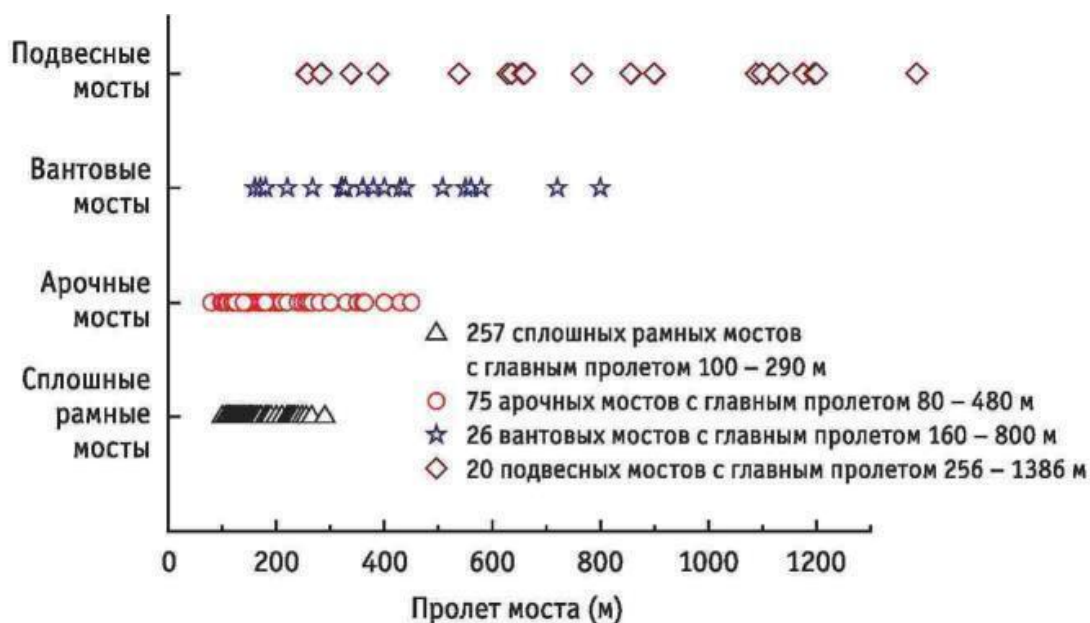 Подвесные
мосты
Вантовые
мосты
Арочные
мосты
Сплошные
рамные
мосты
257 сплошных рамных мостов
с главным пролетом 100 – 290 м
75 арочных мостов с главным пролетом 80 – 480 м
26 вантовых мостов с главным пролетом 160 – 800 м
20 подвесных мостов с главным пролетом 256 – 1386 м
0 200 400 600 800 1000 1200
Пролет моста (м)